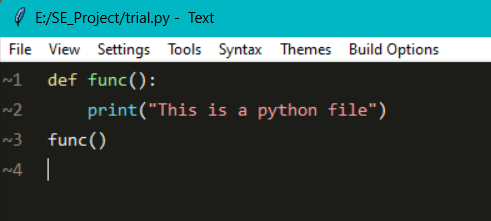 E:/SE_Project/trial.py - Text
File View Settings Tools Syntax Themes Build Options
~1 def func():
~2     print("This is a python file")
~3 func()
~4